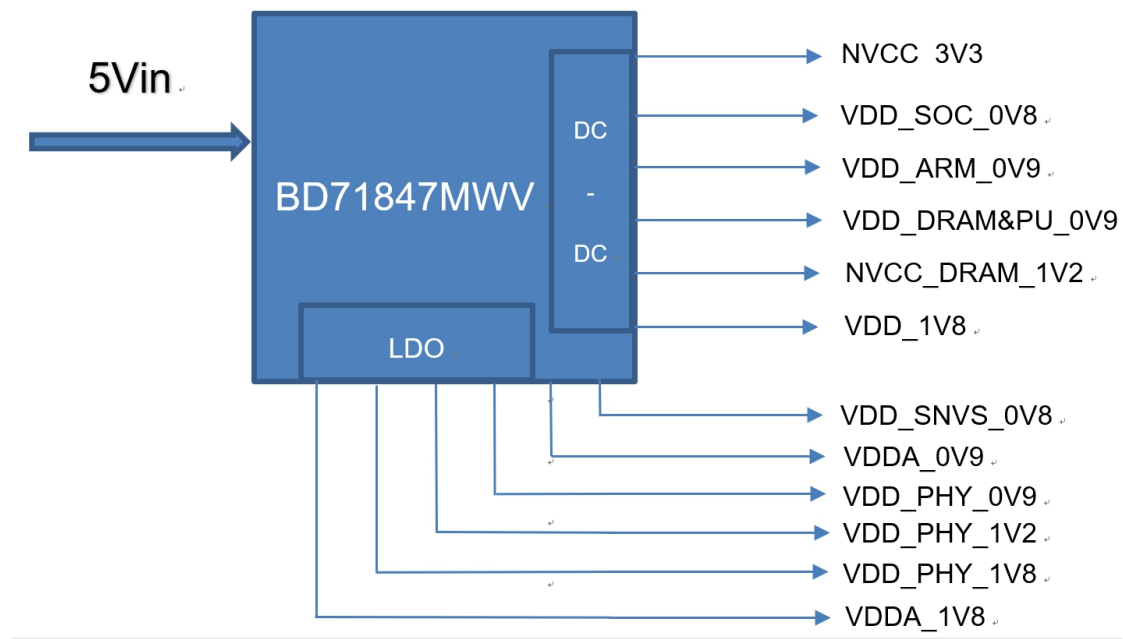 5Vin
BD71847MWV
DC
-
DC
LDO
NVCC 3V3
VDD_SOC_0V8
VDD_ARM_0V9
VDD_DRAM&PU_0V9
NVCC_DRAM_1V2
VDD_1V8
VDD_SNVS_0V8
VDDA_0V9
VDD_PHY_0V9
VDD_PHY_1V2
VDD_PHY_1V8
VDDA_1V8